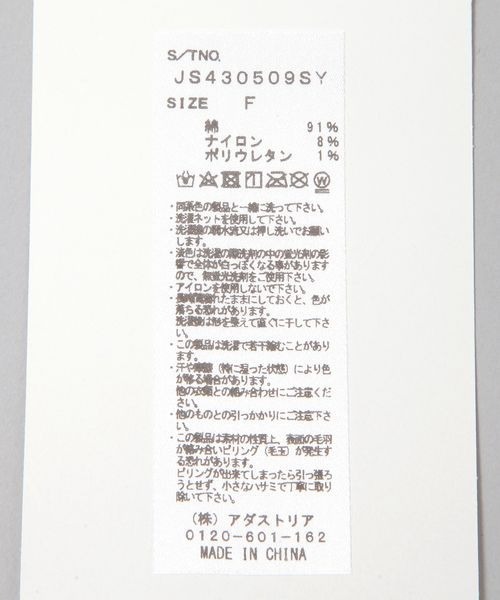 S/TNO.
JS430509SY
SIZE F
綿 91%
ナイロン 8%
ポリウレタン 1%
・同系色の製品と一緒に洗って下さい。
・洗濯ネットを使用して下さい。
・洗濯機の弱水流又は押し洗いでお願い
します。
・淡色は洗濯の際洗剤の中の蛍光剤の影
響で全体が白っぽくなる事があります
ので、無蛍光洗剤をご使用下さい。
・アイロンを使用しないで下さい。
・長時間濡れたままにしておくと、色が
落ちる恐れがあります。
洗濯後は形を整えて直ぐに干して下さ
い。
・この製品は洗濯で若干縮むことがあり
ます。
・汗や摩擦（特に湿った状態）により色
が移る場合があります。
他の衣類との組み合わせにご注意くだ
さい。
・他のものとの引っかかりにご注意下さ
い。
・この製品は素材の性質上、表面の毛羽
が絡み合いピリング（毛玉）が発生す
る恐れがあります。
ピリングが出来てしまったら引っ張ろ
うとせず、小さなハサミで丁寧に取り
除いて下さい。
（株）アダストリア
0120-601-162
MADE IN CHINA